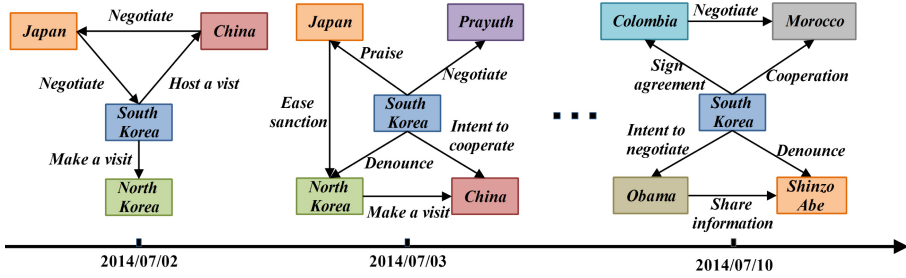 Negotiate
Japan
China
Negotiate
Host a vist
South
Korea
Make a visit
North
Korea
2014/07/02
Japan
Prayuth
Praise
Negotiate
Ease
sanction
South
Korea
Intent to
cooperate
Denounce
North
Korea
China
Make a visit
2014/07/03
Colombia
Negotiate
Morocco
Sign
agreement
Cooperation
South
Korea
Intent to
negotiate
Denounce
Obama
Shinzo
Abe
Share
information
2014/07/10